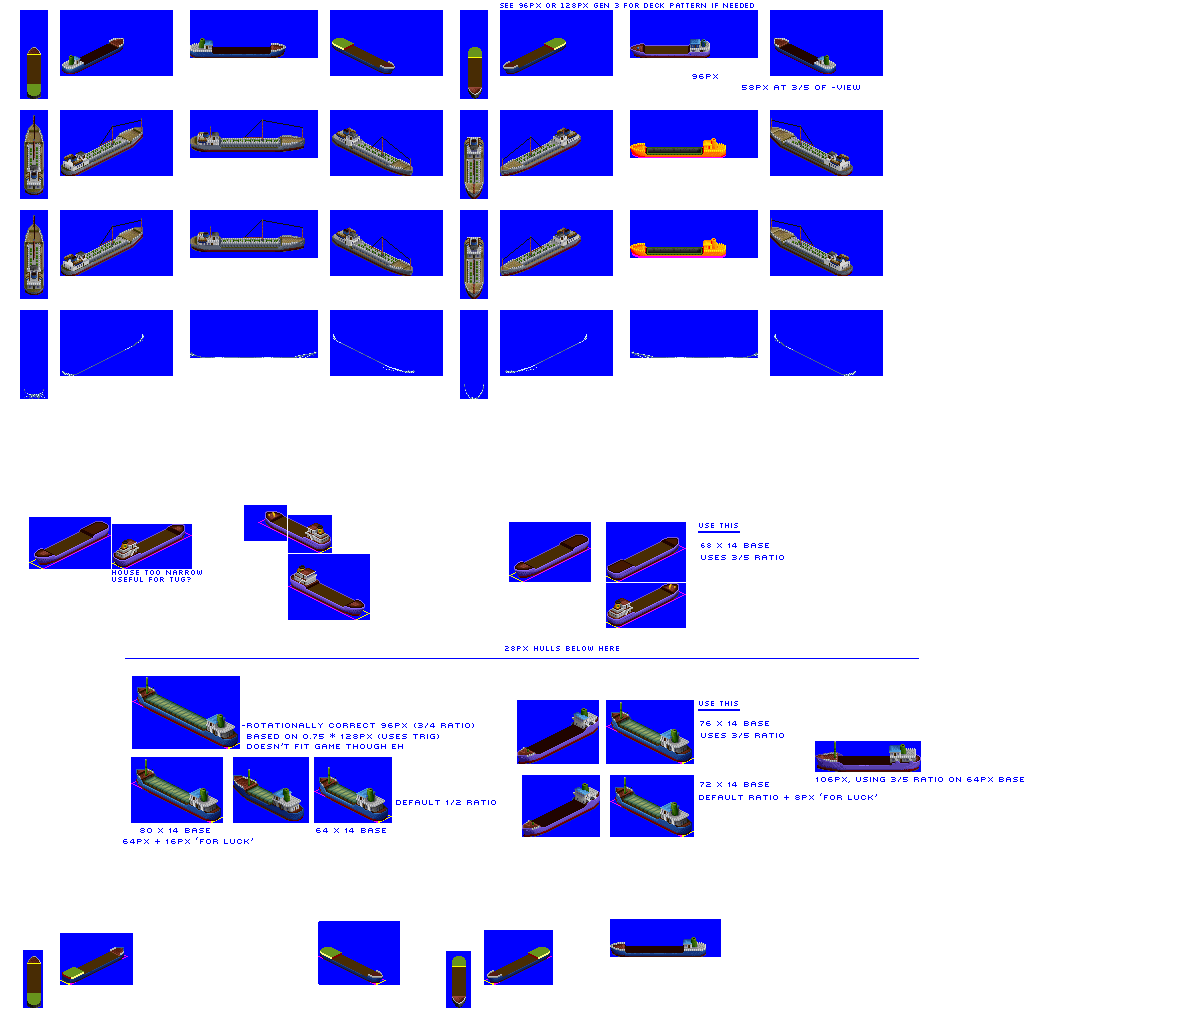 SEE 96PX OR 128PX GEN 3 FOR DECK PATTERN IF NEEDED
96PX
58PX AT 3/5 OF -VIEW
USE THIS
68 X 14 BASE
USES 3/5 RATIO
HOUSE TOO NARROW
USEFUL FOR TUG?
28PX HULLS BELOW HERE
-ROTATIONALLY CORRECT 96PX (3/4 RATIO)
BASED ON 0.75 * 128PX (USES TRIG)
DOESN'T FIT GAME THOUGH EH
USE THIS
76 X 14 BASE
USES 3/5 RATIO
106PX, USING 3/5 RATIO ON 64PX BASE
72 X 14 BASE
DEFAULT RATIO + 8PX 'FOR LUCK'
DEFAULT 1/2 RATIO
80 X 14 BASE
64 X 14 BASE
64PX + 16PX 'FOR LUCK'